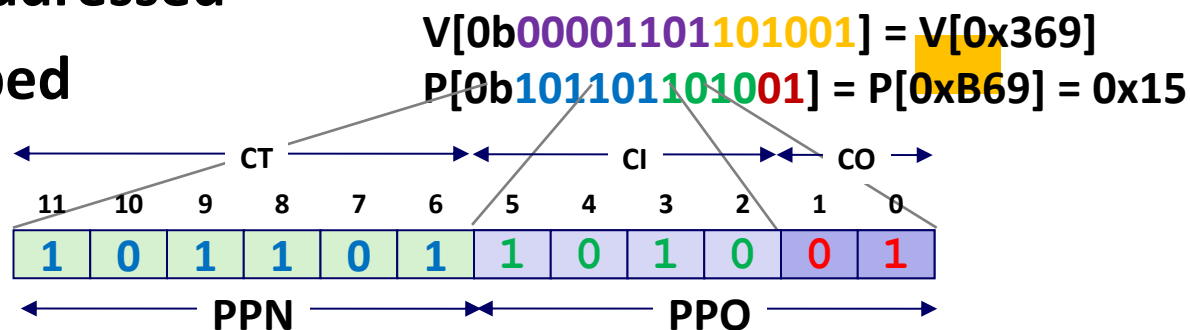 V[0b00001101101001] = V[0x369]
P[0b101101101001] = P[0xB69] = 0x15
CT CI CO
11 10 9 8 7 6 5 4 3 2 1 0
1 0 1 1 0 1 1 0 1 0 0 1
PPN PPO